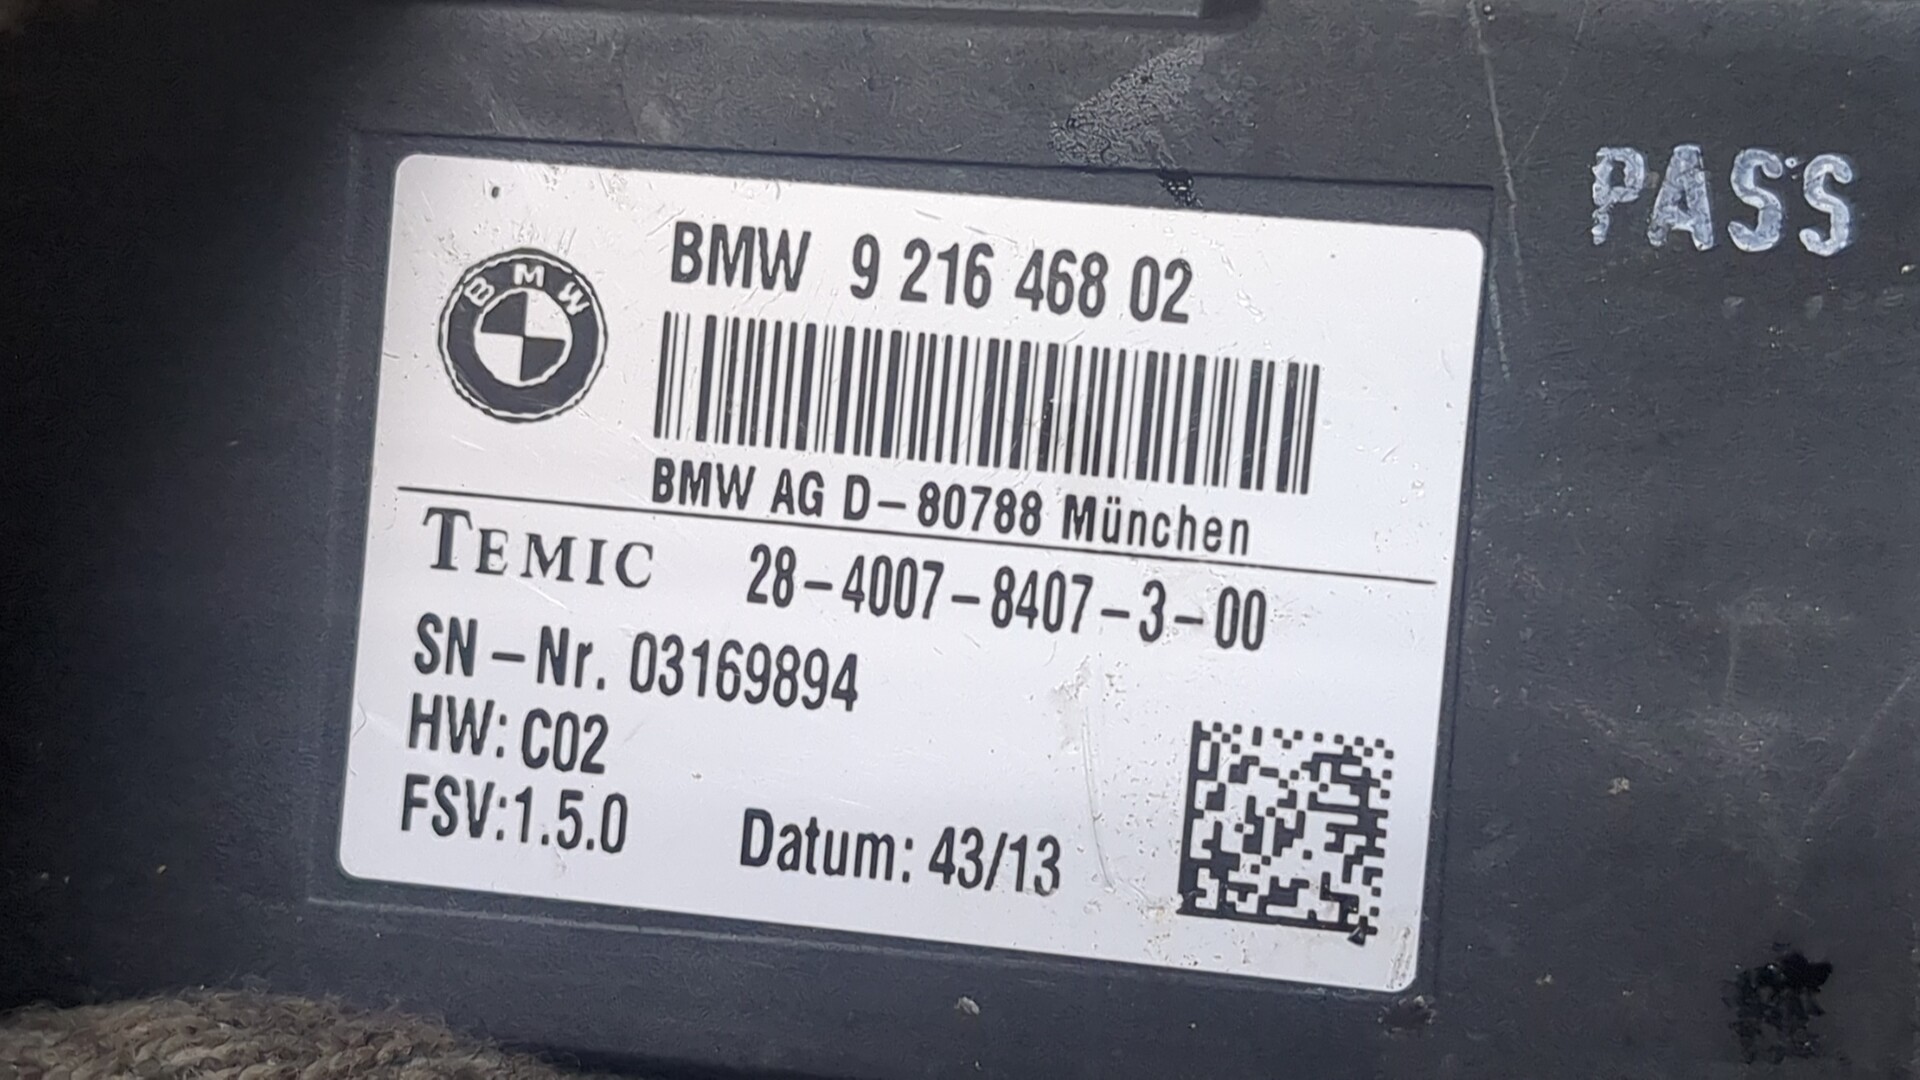 PASS
BMW
BMW 9 216 468 02
BMW AG D-80788 München
TEMIC 28-4007-8407-3-00
SN-Nr. 03169894
HW: C02
FSV:1.5.0 Datum: 43/13